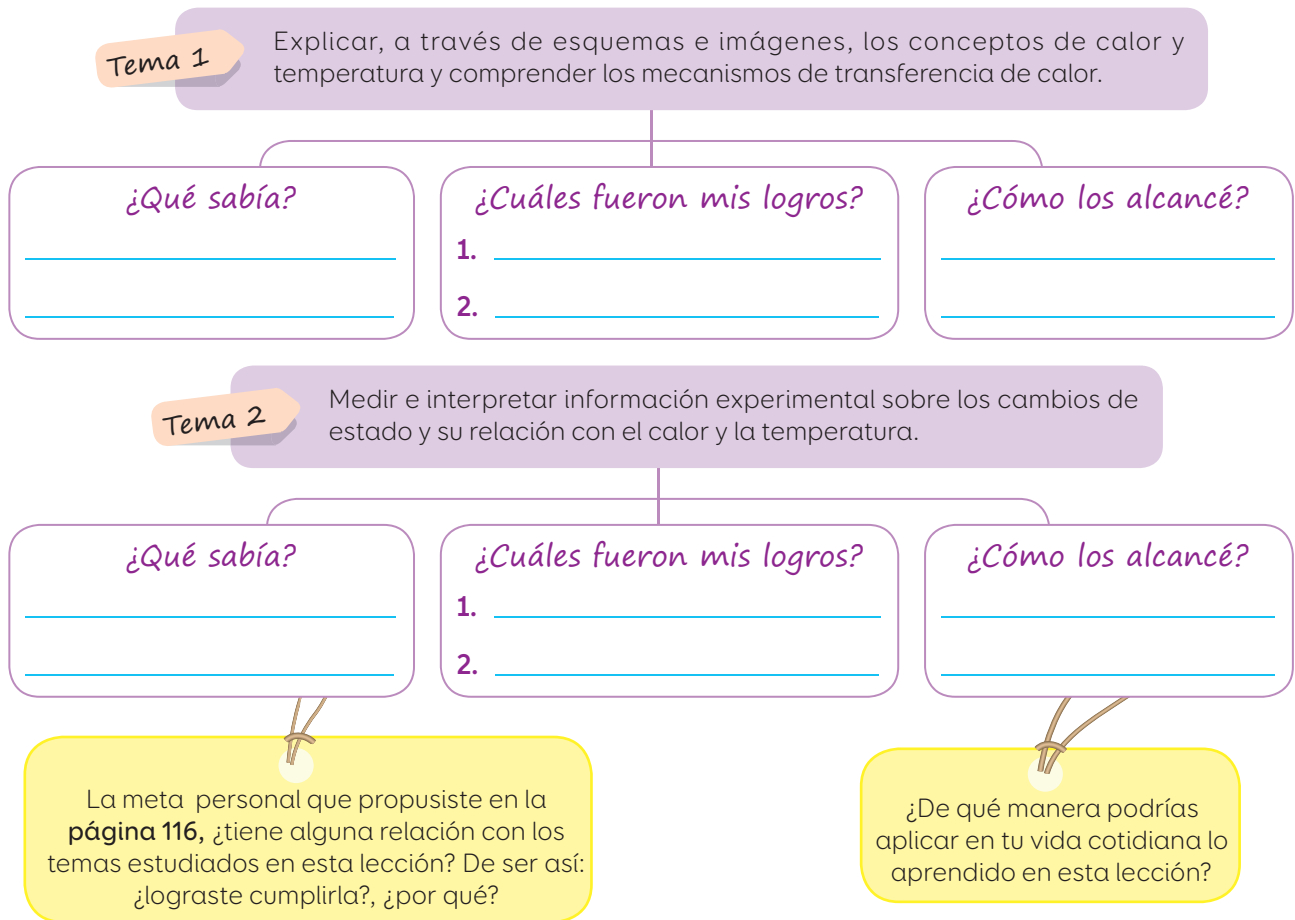 Tema 1
Explicar, a través de esquemas e imágenes, los conceptos de calor y
temperatura y comprender los mecanismos de transferencia de calor.
¿Qué sabía?
¿Cuáles fueron mis logros?
1.
2.
¿Cómo los alcancé?
Tema 2
Medir e interpretar información experimental sobre los cambios de
estado y su relación con el calor y la temperatura.
¿Qué sabía?
¿Cuáles fueron mis logros?
1.
2.
¿Cómo los alcancé?
La meta personal que propusiste en la
página 116, ¿tiene alguna relación con los
temas estudiados en esta lección? De ser así:
¿lograste cumplirla?, ¿por qué?
¿De qué manera podrías
aplicar en tu vida cotidiana lo
aprendido en esta lección?